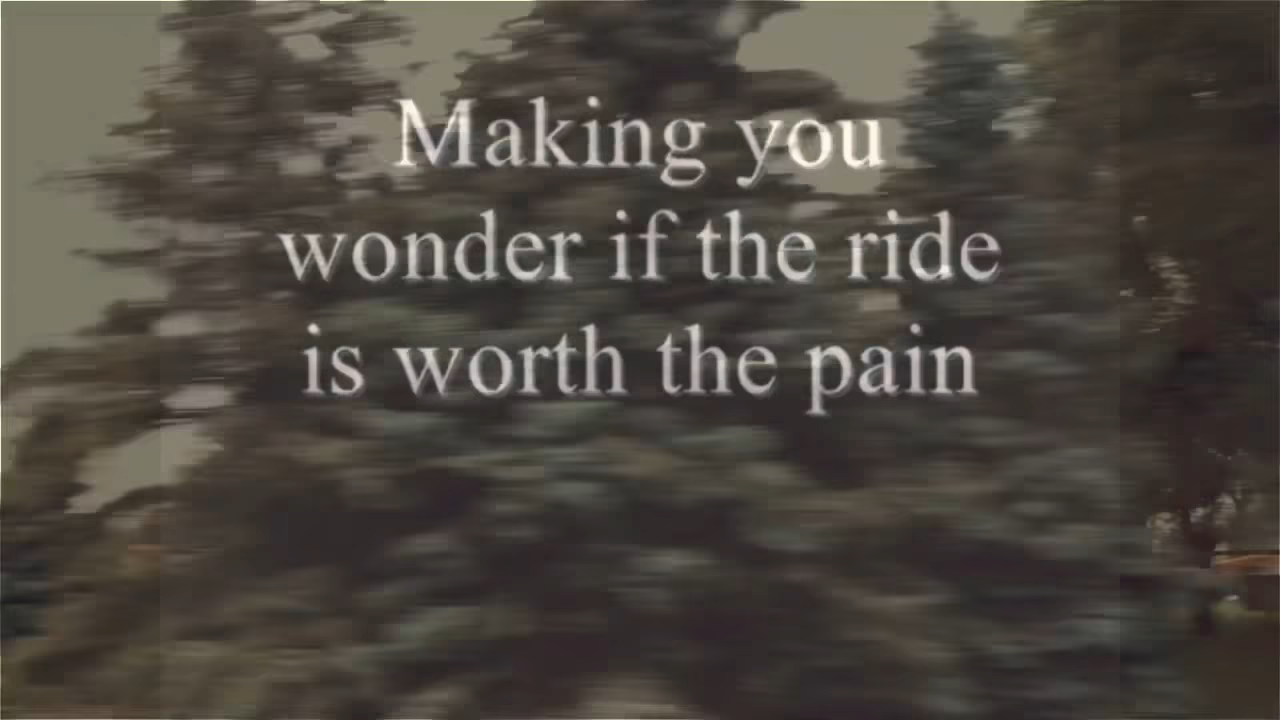 Making you
wonder if the ride
is worth the pain